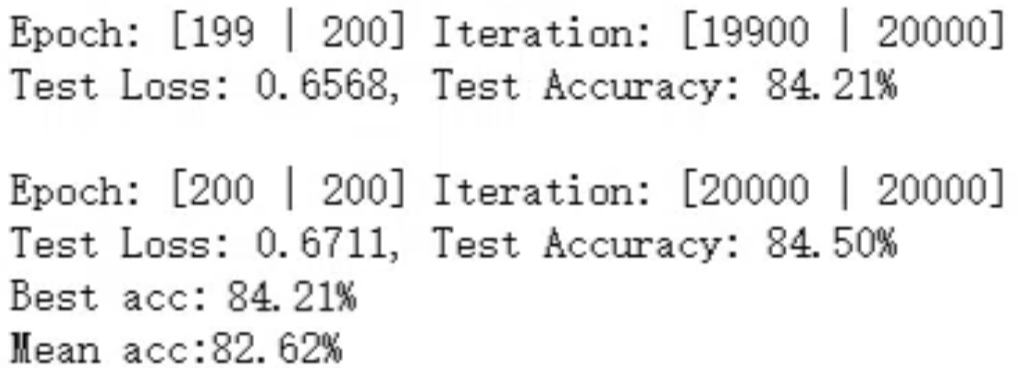 Epoch: [199 | 200] Iteration: [19900 | 20000]
Test Loss: 0.6568, Test Accuracy: 84.21%
Epoch: [200 | 200] Iteration: [20000 | 20000]
Test Loss: 0.6711, Test Accuracy: 84.50%
Best acc: 84.21%
Mean acc:82.62%